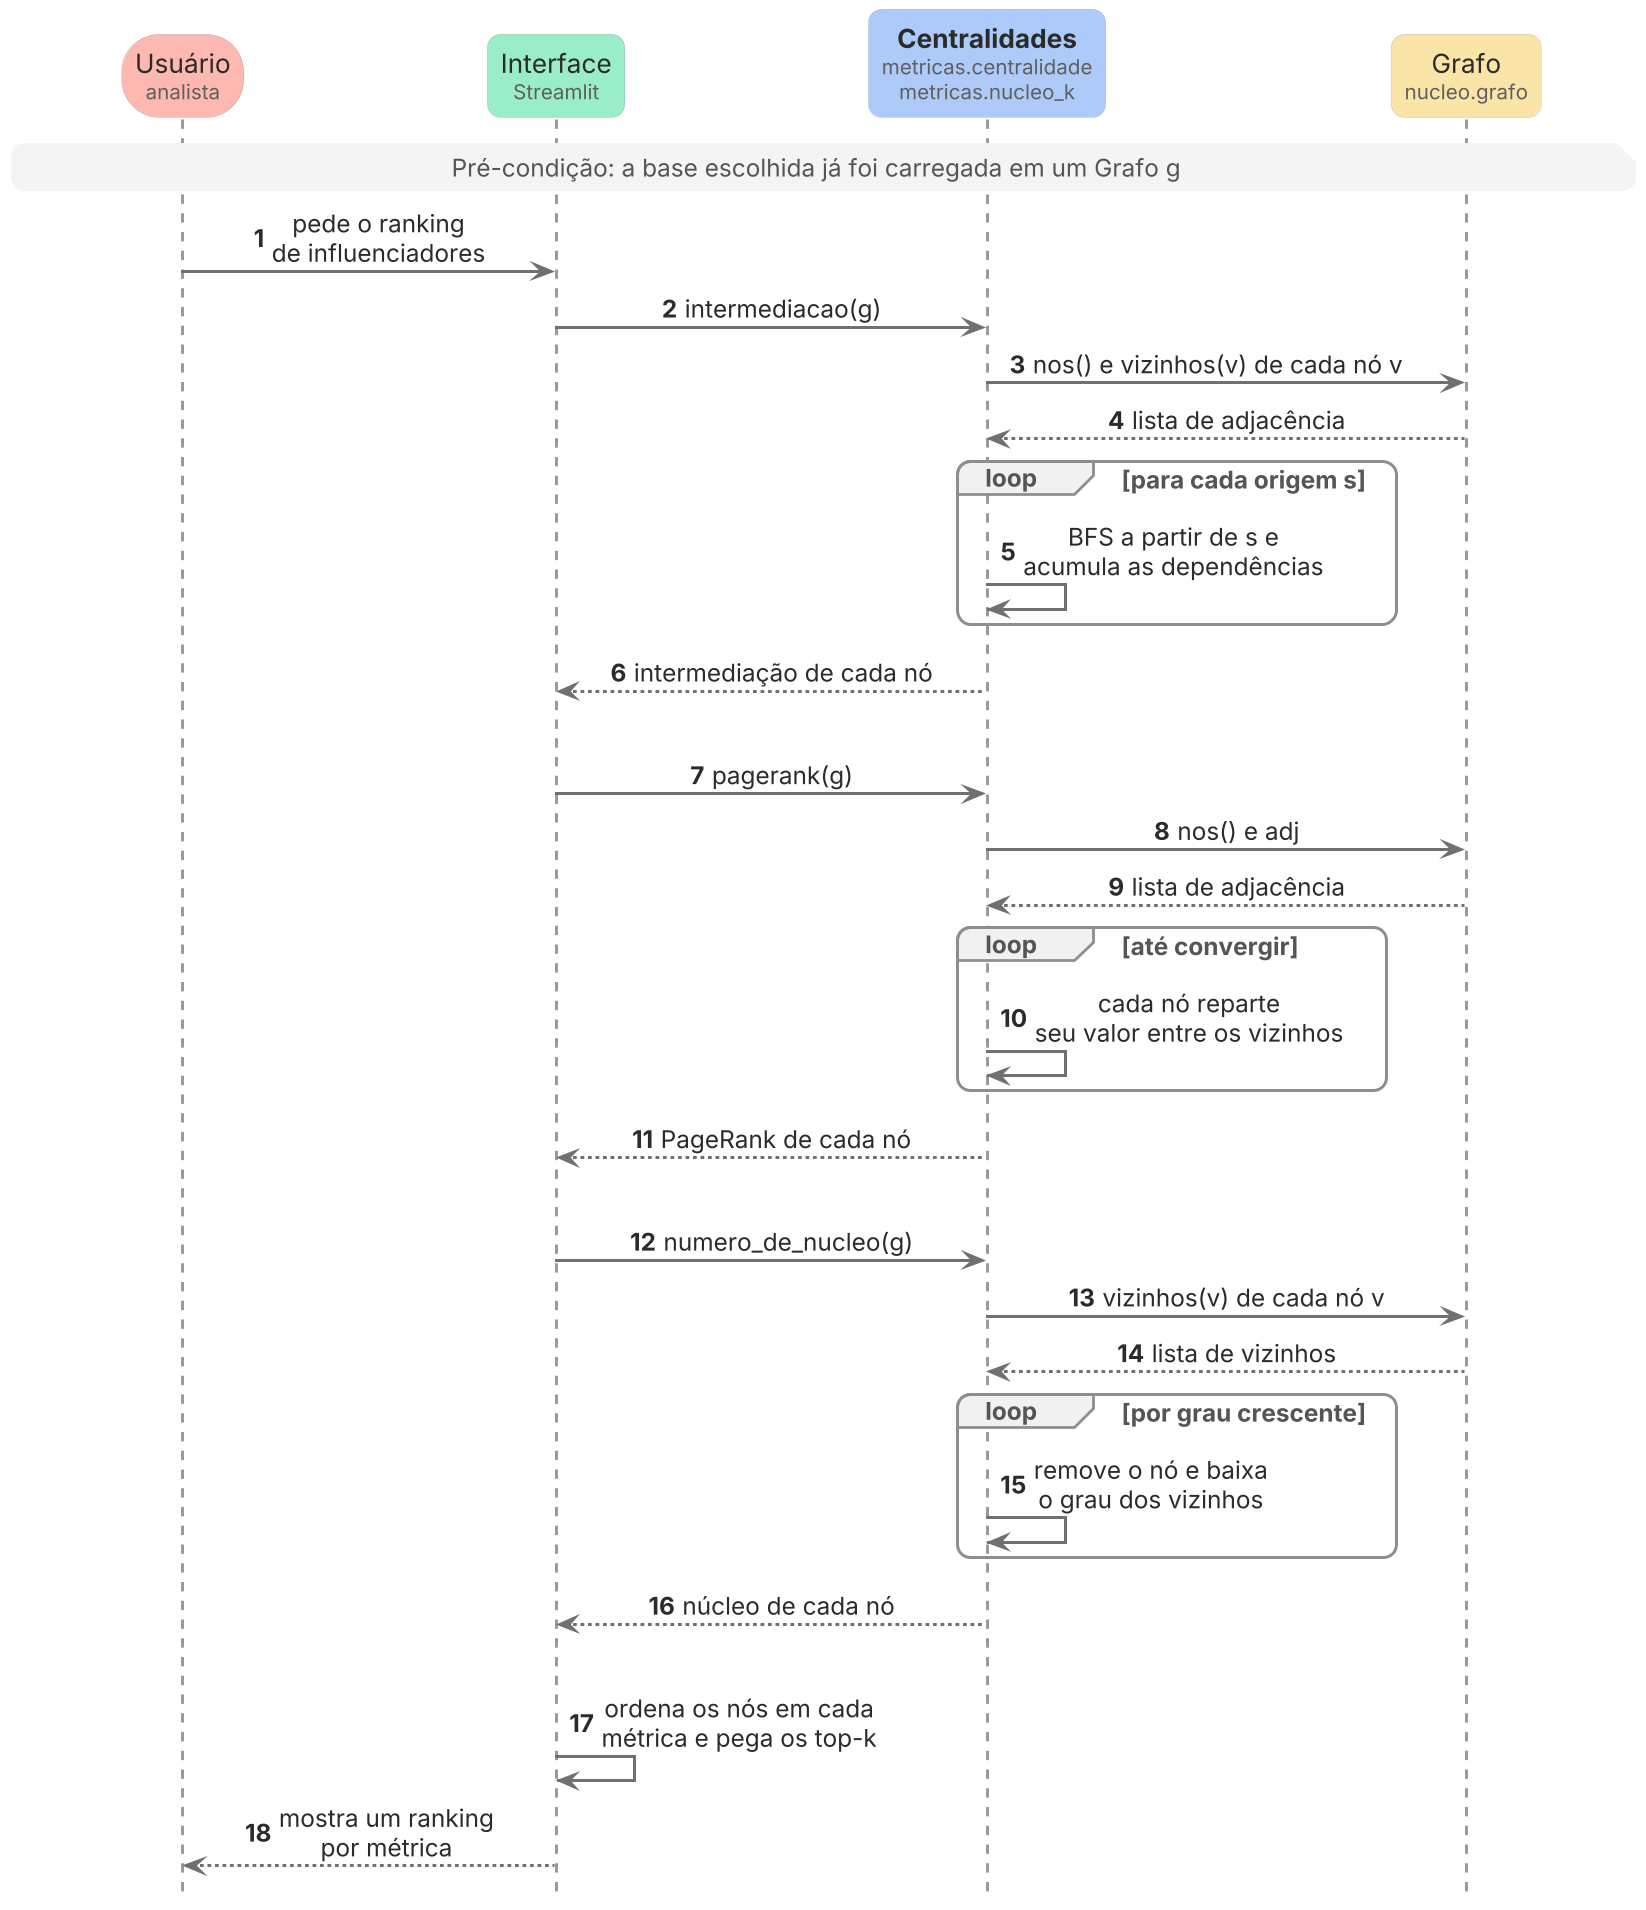 Usuário
analista
Interface
Streamlit
Centralidades
metricas.centralidade
metricas.nucleo_k
Grafo
nucleo.grafo
Pré-condição: a base escolhida já foi carregada em um Grafo g
1 pede o ranking
de influenciadores
2 intermediacao(g)
3 nos() e vizinhos(v) de cada nó v
4 lista de adjacência
loop [para cada origem s]
5 BFS a partir de s e
acumula as dependências
6 intermediação de cada nó
7 pagerank(g)
8 nos() e adj
9 lista de adjacência
loop [até convergir]
10 cada nó reparte
seu valor entre os vizinhos
11 PageRank de cada nó
12 numero_de_nucleo(g)
13 vizinhos(v) de cada nó v
14 lista de vizinhos
loop [por grau crescente]
15 remove o nó e baixa
o grau dos vizinhos
16 núcleo de cada nó
17 ordena os nós em cada
métrica e pega os top-k
18 mostra um ranking
por métrica